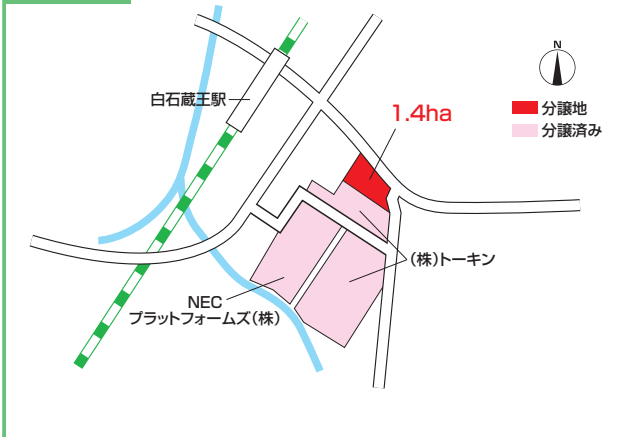 N
白石蔵王駅
1.4ha
分譲地
分譲済み
(株)トーキン
NEC
プラットフォームズ(株)